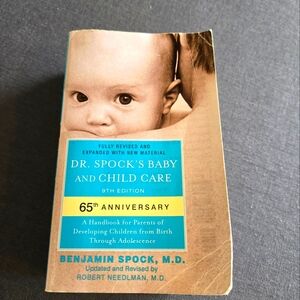 FULLY REVISED AND
EXPANDED WITH NEW MATERIAL
DR. SPOCK'S BABY
AND CHILD CARE
9TH EDITION
65th ANNIVERSARY
A Handbook for Parents of
Developing Children from Birth
Through Adolescence
BENJAMIN SPOCK, M.D.
Updated and Revised by
ROBERT NEEDLMAN, M.D.